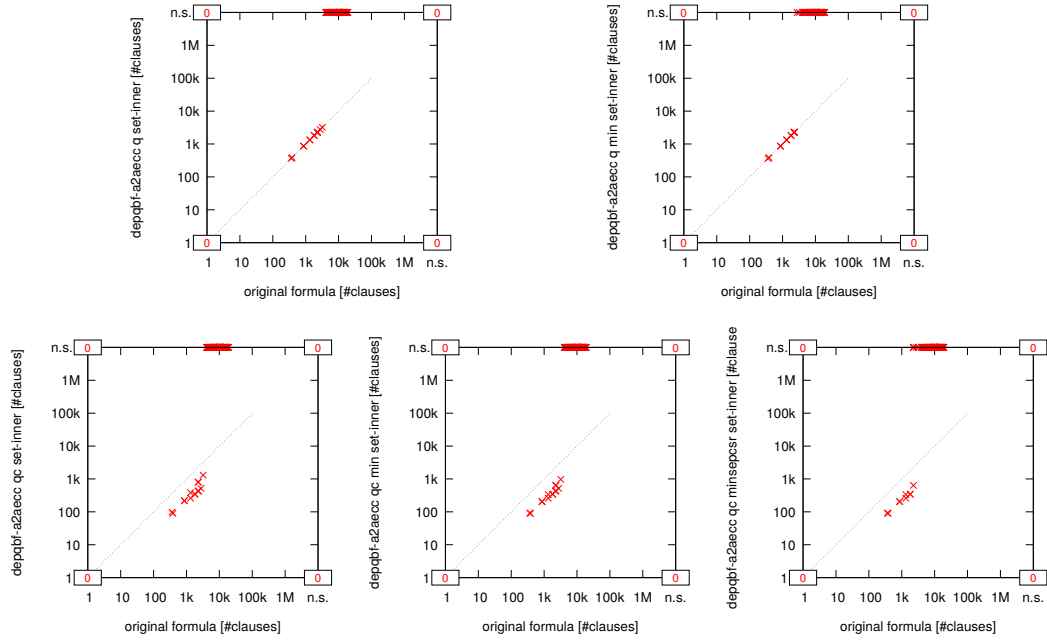 depqbf-a2aecc q set-inner [#clauses]
n.s. 0 0
1M
100k
10k
1k
100
10
1 0 0
1 10 100 1k 10k 100k 1M n.s.
original formula [#clauses]
depqbf-a2aecc q min set-inner [#clauses]
n.s. 0 0
1M
100k
10k
1k
100
10
1 0 0
1 10 100 1k 10k 100k 1M n.s.
original formula [#clauses]
depqbf-a2aecc qc set-inner [#clauses]
n.s. 0 0
1M
100k
10k
1k
100
10
1 0 0
1 10 100 1k 10k 100k 1M n.s.
original formula [#clauses]
depqbf-a2aecc qc min set-inner [#clauses]
n.s. 0 0
1M
100k
10k
1k
100
10
1 0 0
1 10 100 1k 10k 100k 1M n.s.
original formula [#clauses]
depqbf-a2aecc qc minsepcsr set-inner [#clause
n.s. 0 0
1M
100k
10k
1k
100
10
1 0 0
1 10 100 1k 10k 100k 1M n.s.
original formula [#clauses]